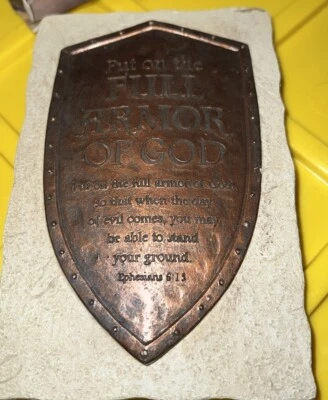 Put on the
FULL
ARMOR
OF GOD
Put on the full armor of God,
so that when the day
of evil comes, you may
be able to stand
your ground.
Ephesians 6:13